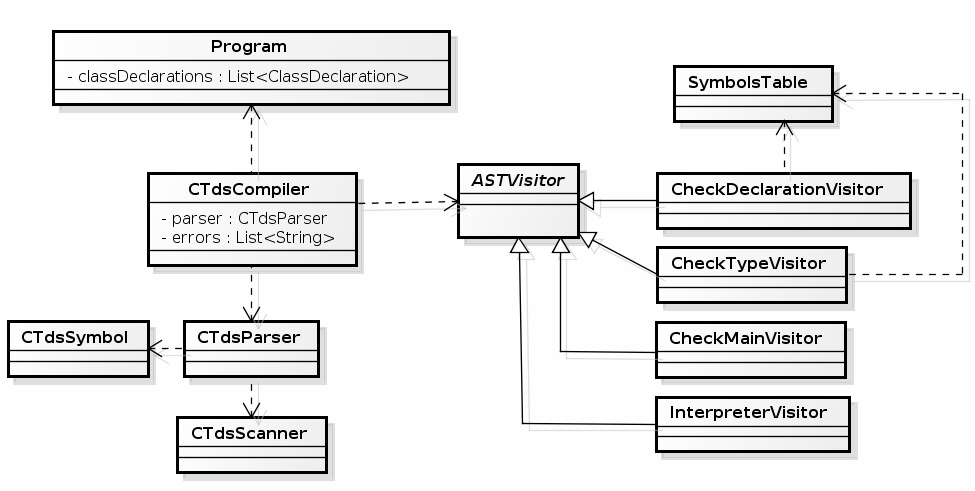 Program
- classDeclarations : List<ClassDeclaration>
SymbolsTable
CTdsCompiler
- parser : CTdsParser
- errors : List<String>
ASTVisitor
CheckDeclarationVisitor
CheckTypeVisitor
CTdsSymbol
CTdsParser
CheckMainVisitor
CTdsScanner
InterpreterVisitor